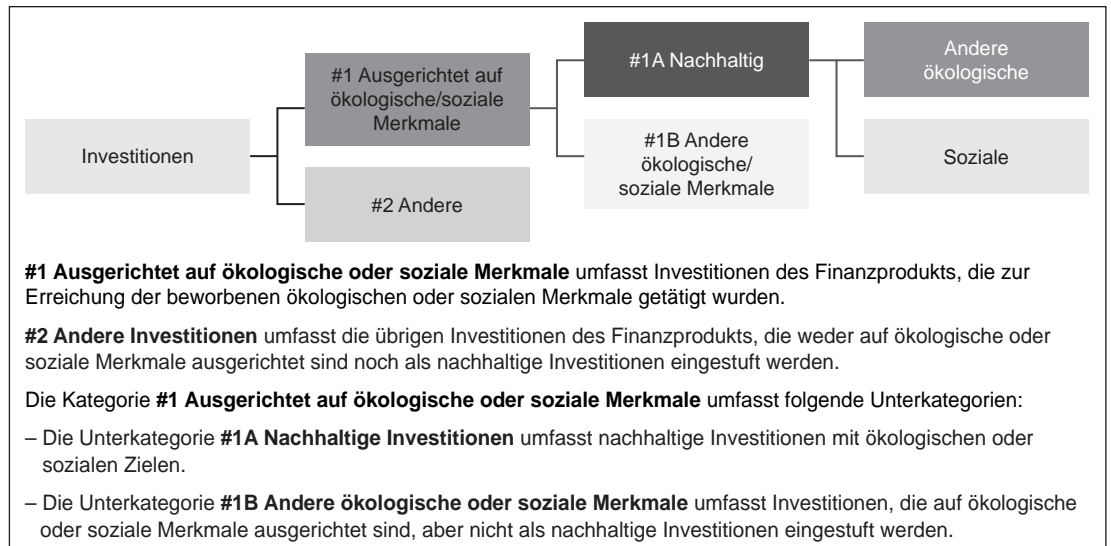 Investitionen
#1 Ausgerichtet auf
ökologische/soziale
Merkmale
#2 Andere
#1A Nachhaltig
#1B Andere
ökologische/
soziale Merkmale
Andere
ökologische
Soziale
#1 Ausgerichtet auf ökologische oder soziale Merkmale umfasst Investitionen des Finanzprodukts, die zur
Erreichung der beworbenen ökologischen oder sozialen Merkmale getätigt wurden.
#2 Andere Investitionen umfasst die übrigen Investitionen des Finanzprodukts, die weder auf ökologische oder
soziale Merkmale ausgerichtet sind noch als nachhaltige Investitionen eingestuft werden.
Die Kategorie #1 Ausgerichtet auf ökologische oder soziale Merkmale umfasst folgende Unterkategorien:
– Die Unterkategorie #1A Nachhaltige Investitionen umfasst nachhaltige Investitionen mit ökologischen oder
sozialen Zielen.
– Die Unterkategorie #1B Andere ökologische oder soziale Merkmale umfasst Investitionen, die auf ökologische
oder soziale Merkmale ausgerichtet sind, aber nicht als nachhaltige Investitionen eingestuft werden.